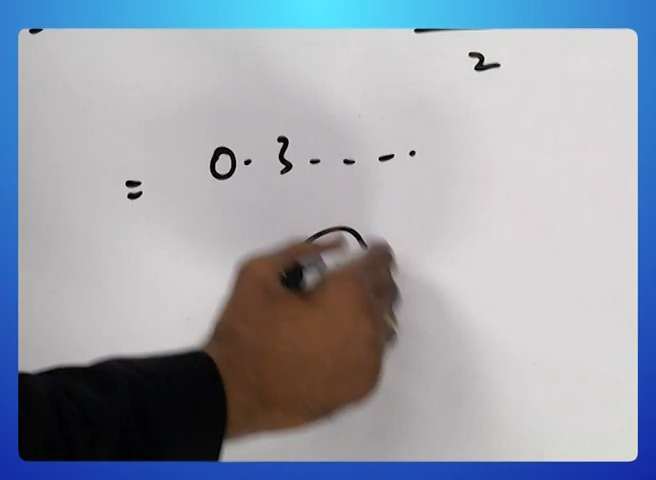 2
= 0.3-----.